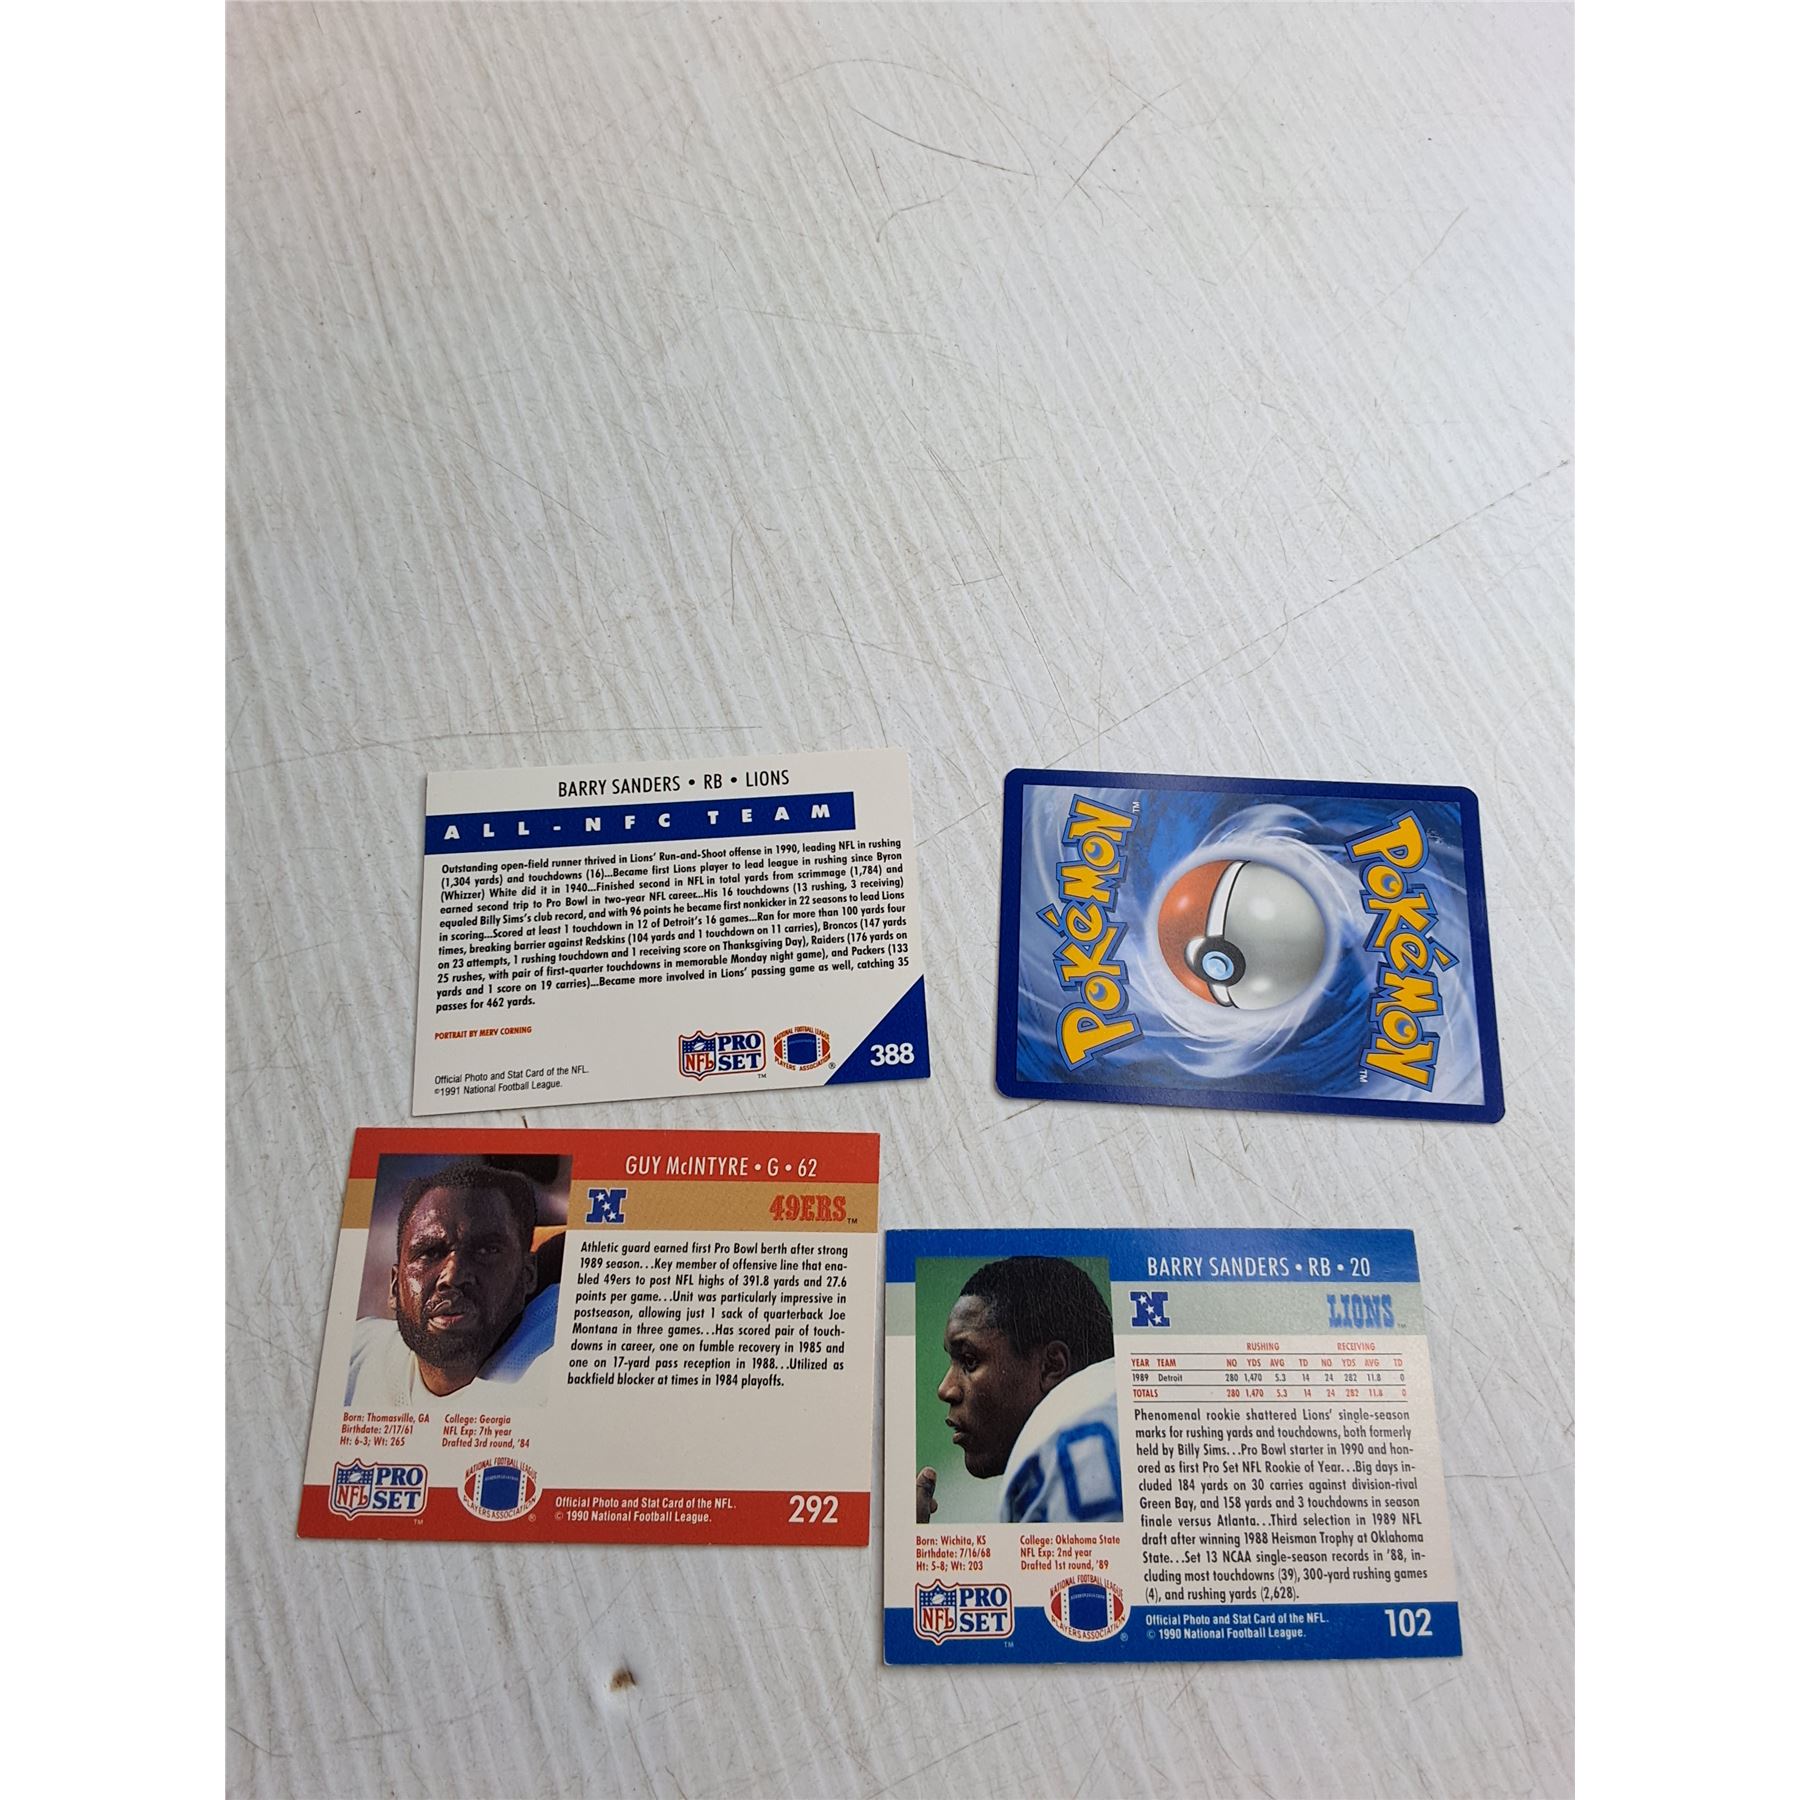 BARRY SANDERS • RB • LIONS
ALL-NFC TEAM
Outstanding open-field runner thrived in Lions' Run-and-Shoot offense in 1990, leading NFL in rushing
(1,304 yards) and touchdowns (16)...Became first Lions player to lead league in rushing since Byron
(Whizzer) White did it in 1940...Finished second in NFL in total yards from scrimmage (1,784) and
earned second trip to Pro Bowl in two-year NFL career...His 16 touchdowns (13 rushing, 3 receiving)
equaled Billy Sims's club record, and with 96 points he became first nonkicker in 22 seasons to lead Lions
in scoring...Scored at least 1 touchdown in 12 of Detroit's 16 games...Ran for more than 100 yards four
times, breaking barrier against Redskins (104 yards and 1 touchdown on 11 carries), Broncos (147 yards
on 23 attempts, 1 rushing touchdown and 1 receiving score on Thanksgiving Day), Raiders (176 yards on
25 rushes, with pair of first-quarter touchdowns in memorable Monday night game), and Packers (133
yards and 1 score on 19 carries)...Became more involved in Lions' passing game as well, catching 35
passes for 462 yards.
PORTRAIT BY MERV CORNING
Official Photo and Stat Card of the NFL.
©1991 National Football League.
NFL PRO SET™
NATIONAL FOOTBALL LEAGUE PLAYERS ASSOCIATION®
388
POKéMON™
POKéMON™
GUY McINTYRE • G • 62
N
49ERS™
Athletic guard earned first Pro Bowl berth after strong
1989 season...Key member of offensive line that ena-
bled 49ers to post NFL highs of 391.8 yards and 27.6
points per game...Unit was particularly impressive in
postseason, allowing just 1 sack of quarterback Joe
Montana in three games...Has scored pair of touch-
downs in career, one on fumble recovery in 1985 and
one on 17-yard pass reception in 1988...Utilized as
backfield blocker at times in 1984 playoffs.
Born: Thomasville, GA
Birthdate: 2/17/61
Ht: 6-3; Wt: 265
College: Georgia
NFL Exp: 7th year
Drafted 3rd round, '84
NFL PRO SET™
NATIONAL FOOTBALL LEAGUE PLAYERS ASSOCIATION®
Official Photo and Stat Card of the NFL.
© 1990 National Football League.
292
BARRY SANDERS • RB • 20
N
LIONS™
RUSHING RECEIVING
YEAR TEAM NO YDS AVG TD NO YDS AVG TD
1989 Detroit 280 1,470 5.3 14 24 282 11.8 0
TOTALS 280 1,470 5.3 14 24 282 11.8 0
Phenomenal rookie shattered Lions' single-season
marks for rushing yards and touchdowns, both formerly
held by Billy Sims...Pro Bowl starter in 1990 and hon-
ored as first Pro Set NFL Rookie of Year...Big days in-
cluded 184 yards on 30 carries against division-rival
Green Bay, and 158 yards and 3 touchdowns in season
finale versus Atlanta...Third selection in 1989 NFL
draft after winning 1988 Heisman Trophy at Oklahoma
State...Set 13 NCAA single-season records in '88, in-
cluding most touchdowns (39), 300-yard rushing games
(4), and rushing yards (2,628).
Born: Wichita, KS
Birthdate: 7/16/68
Ht: 5-8; Wt: 203
College: Oklahoma State
NFL Exp: 2nd year
Drafted 1st round, '89
NFL PRO SET™
NATIONAL FOOTBALL LEAGUE PLAYERS ASSOCIATION®
Official Photo and Stat Card of the NFL.
© 1990 National Football League.
102